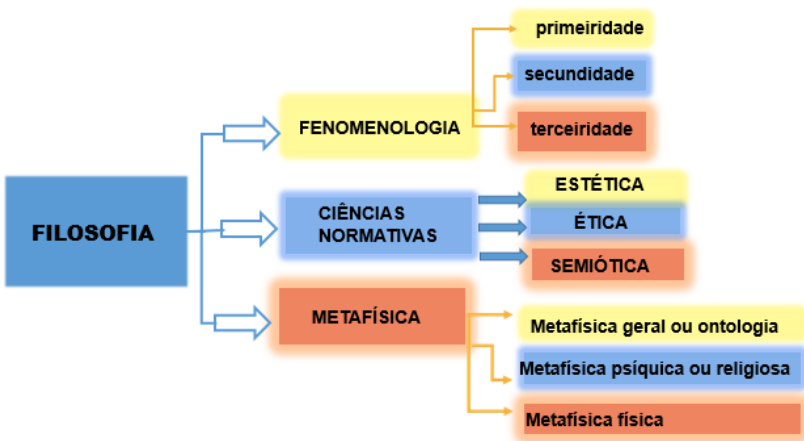 primeiridade
secundidade
FENOMENOLOGIA
terceiridade
ESTÉTICA
FILOSOFIA
CIÊNCIAS
NORMATIVAS
ÉTICA
SEMIÓTICA
METAFÍSICA
Metafísica geral ou ontologia
Metafísica psíquica ou religiosa
Metafísica física